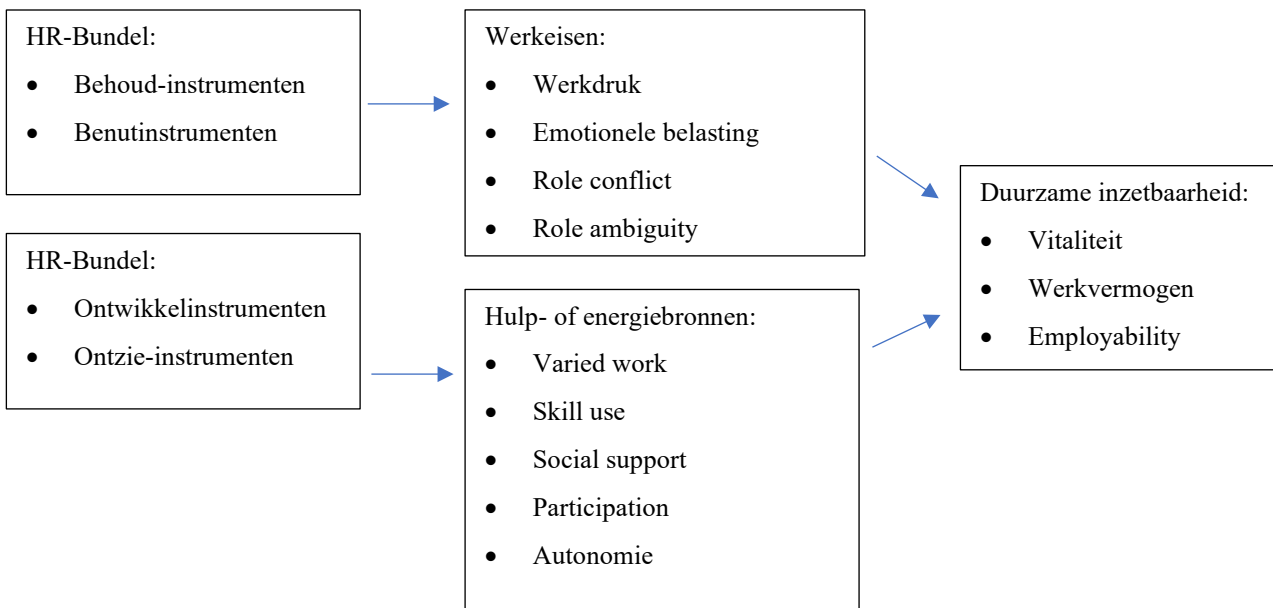 HR-Bundel:
• Behoud-instrumenten
• Benutinstrumenten
Werkeisen:
• Werkdruk
• Emotionele belasting
• Role conflict
• Role ambiguity
HR-Bundel:
• Ontwikkelinstrumenten
• Ontzie-instrumenten
Hulp- of energiebronnen:
• Varied work
• Skill use
• Social support
• Participation
• Autonomie
Duurzame inzetbaarheid:
• Vitaliteit
• Werkvermogen
• Employability